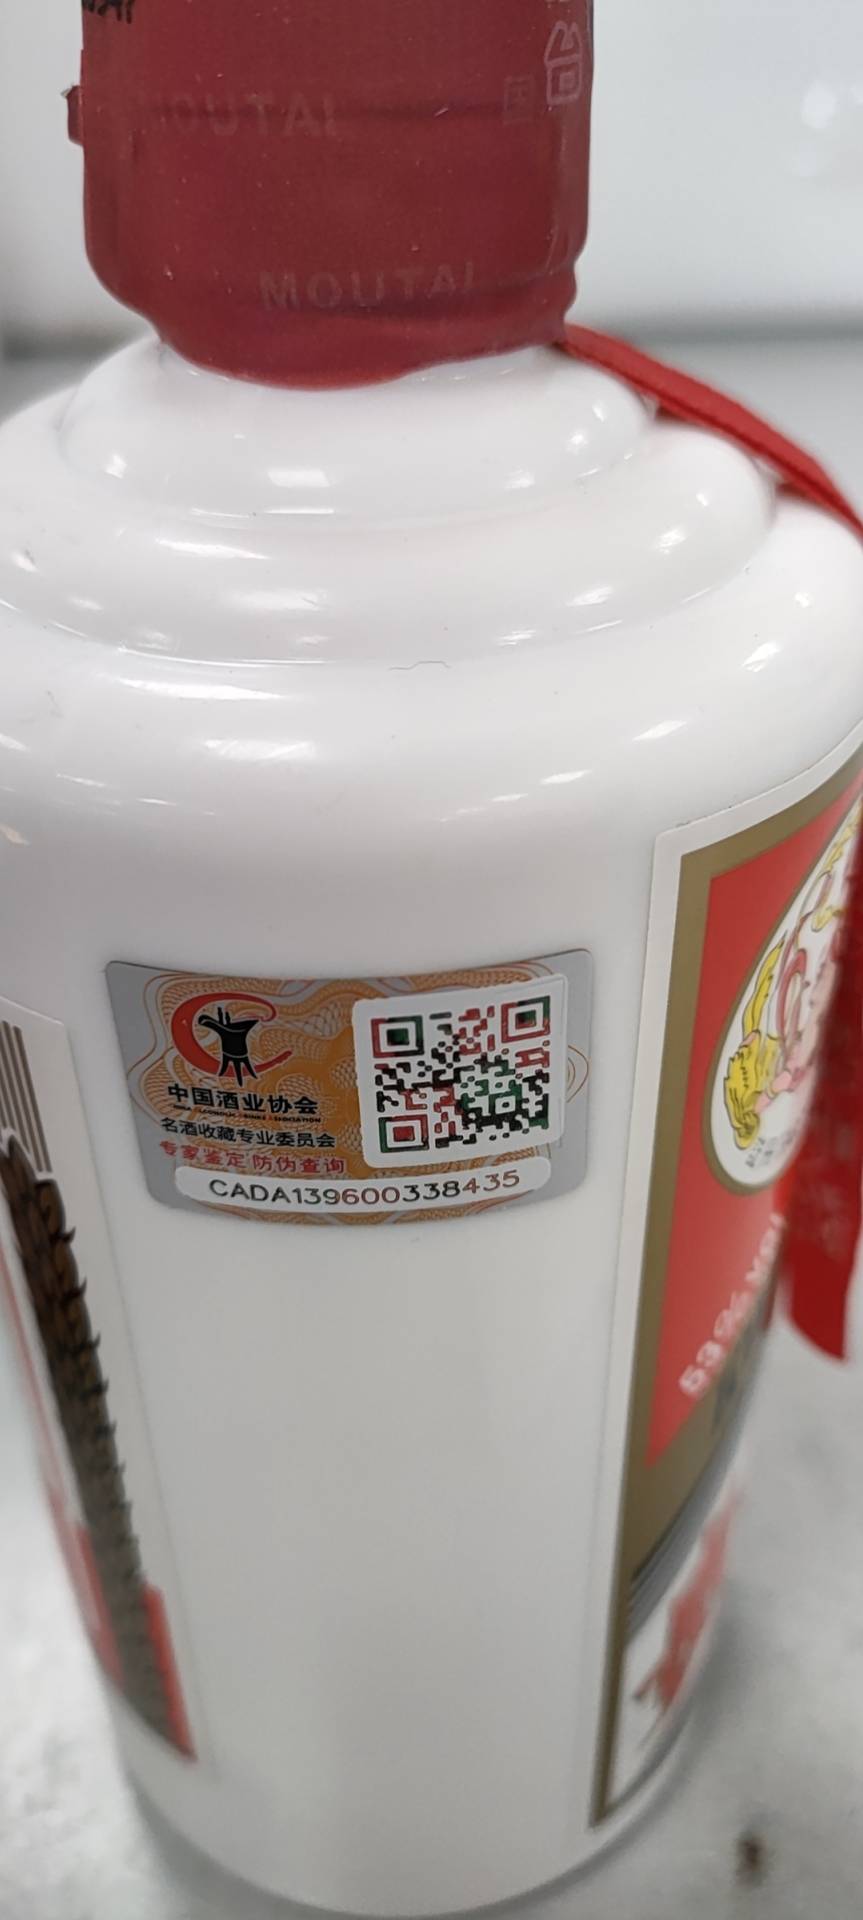 MOUTAI
MOUTAI
中国酒业协会
名酒收藏专业委员会
专家鉴定 防伪查询
CADA139600338435
53%